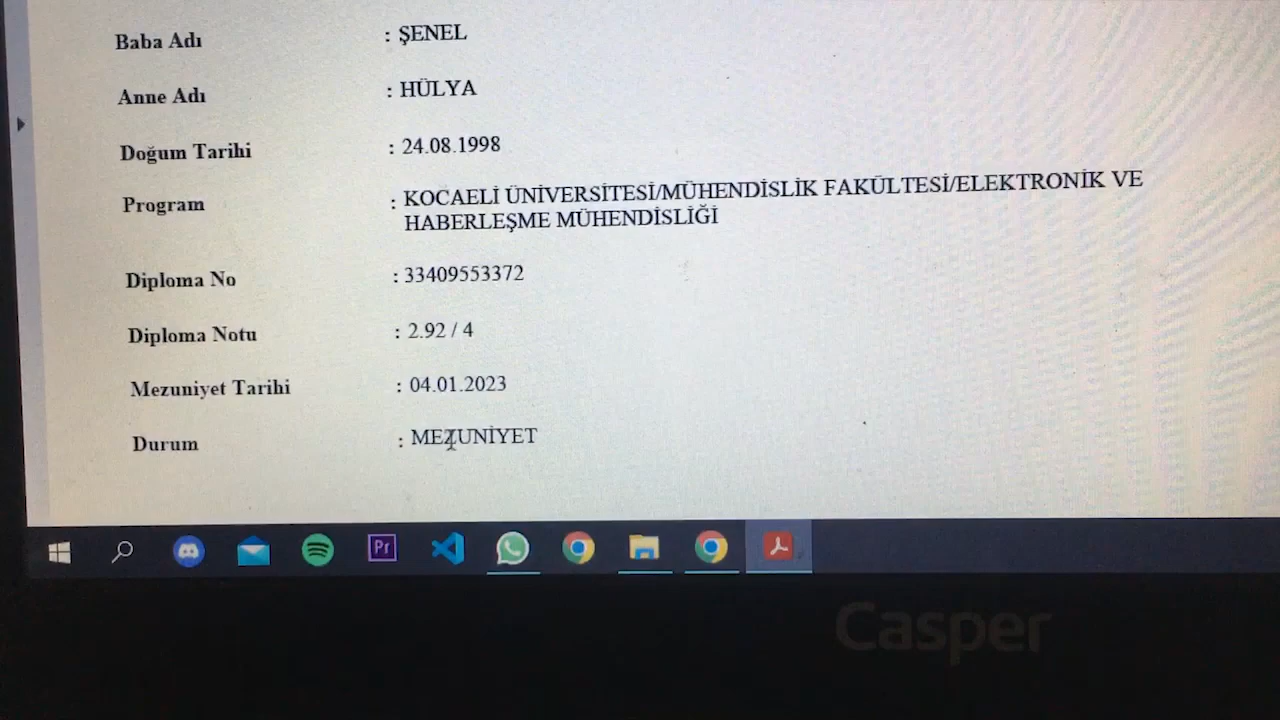 Baba Adı : ŞENEL
Anne Adı : HÜLYA
Doğum Tarihi : 24.08.1998
Program : KOCAELİ ÜNİVERSİTESİ/MÜHENDİSLİK FAKÜLTESİ/ELEKTRONİK VE
HABERLEŞME MÜHENDİSLİĞİ
Diploma No : 33409553372
Diploma Notu : 2.92 / 4
Mezuniyet Tarihi : 04.01.2023
Durum : MEZUNİYET
Pr
Casper